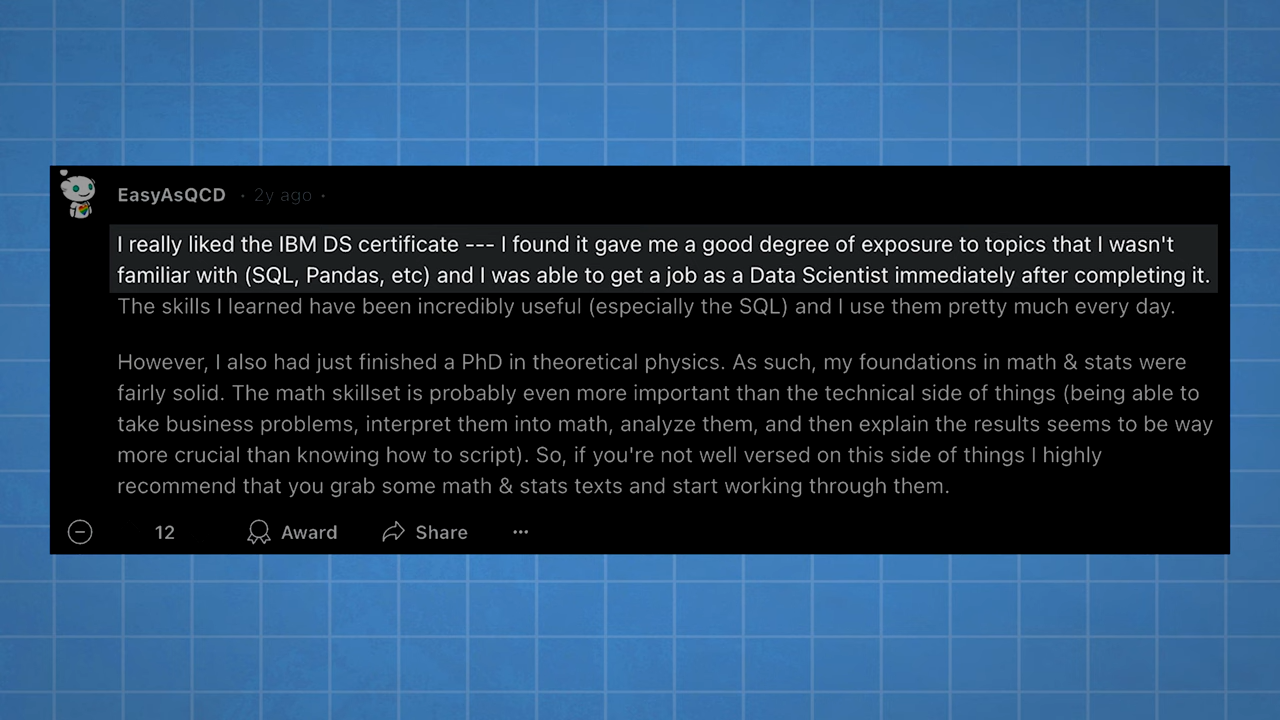 EasyAsQCD · 2y ago ·
I really liked the IBM DS certificate --- I found it gave me a good degree of exposure to topics that I wasn't
familiar with (SQL, Pandas, etc) and I was able to get a job as a Data Scientist immediately after completing it.
The skills I learned have been incredibly useful (especially the SQL) and I use them pretty much every day.
However, I also had just finished a PhD in theoretical physics. As such, my foundations in math & stats were
fairly solid. The math skillset is probably even more important than the technical side of things (being able to
take business problems, interpret them into math, analyze them, and then explain the results seems to be way
more crucial than knowing how to script). So, if you're not well versed on this side of things I highly
recommend that you grab some math & stats texts and start working through them.
12 Award Share ···